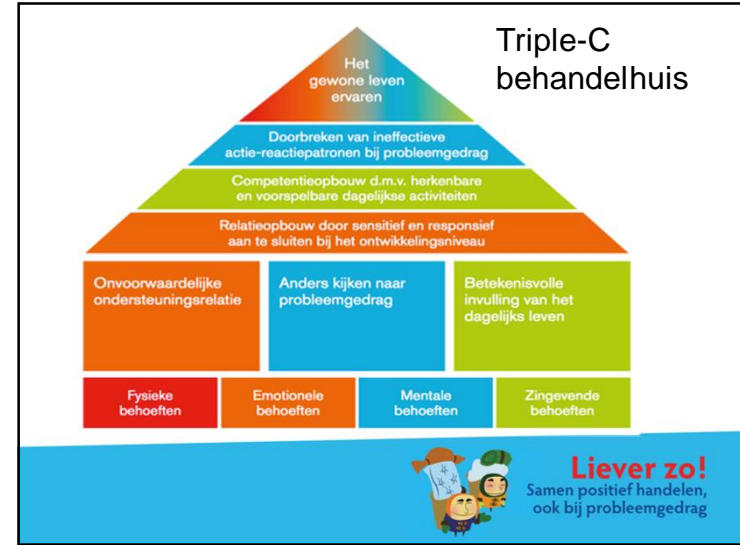 Triple-C
behandelhuis
Het
gewone leven
ervaren
Doorbreken van ineffectieve
actie-reactiepatronen bij probleemgedrag
Competentieopbouw d.m.v. herkenbare
en voorspelbare dagelijkse activiteiten
Relatieopbouw door sensitief en responsief
aan te sluiten bij het ontwikkelingsniveau
Onvoorwaardelijke
ondersteuningsrelatie
Anders kijken naar
probleemgedrag
Betekenisvolle
invulling van het
dagelijks leven
Fysieke
behoeften
Emotionele
behoeften
Mentale
behoeften
Zingevende
behoeften
Liever zo!
Samen positief handelen,
ook bij probleemgedrag